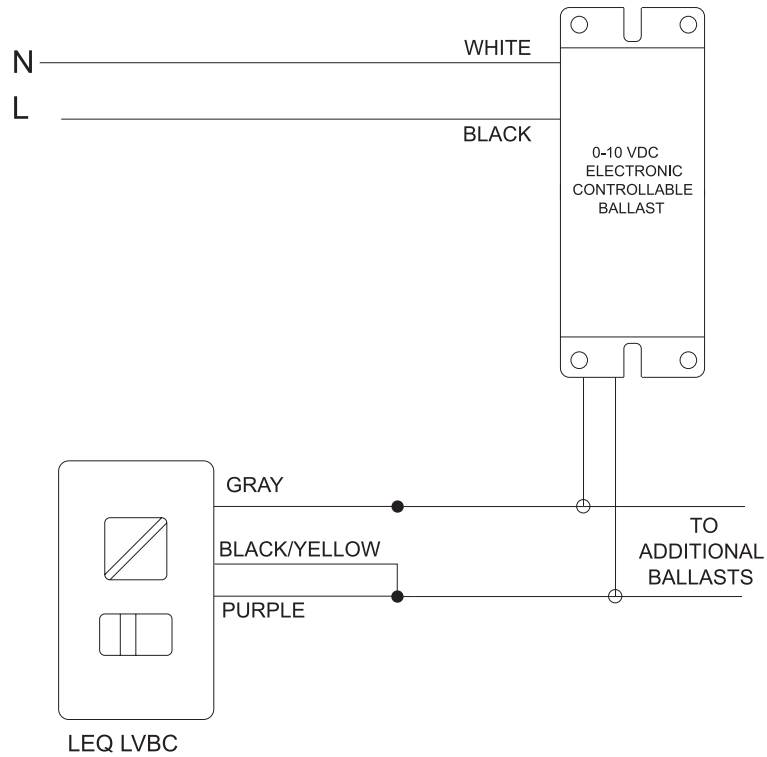 WHITE
N
L
BLACK
0-10 VDC
ELECTRONIC
CONTROLLABLE
BALLAST
GRAY
BLACK/YELLOW
PURPLE
TO
ADDITIONAL
BALLASTS
LEQ LVBC